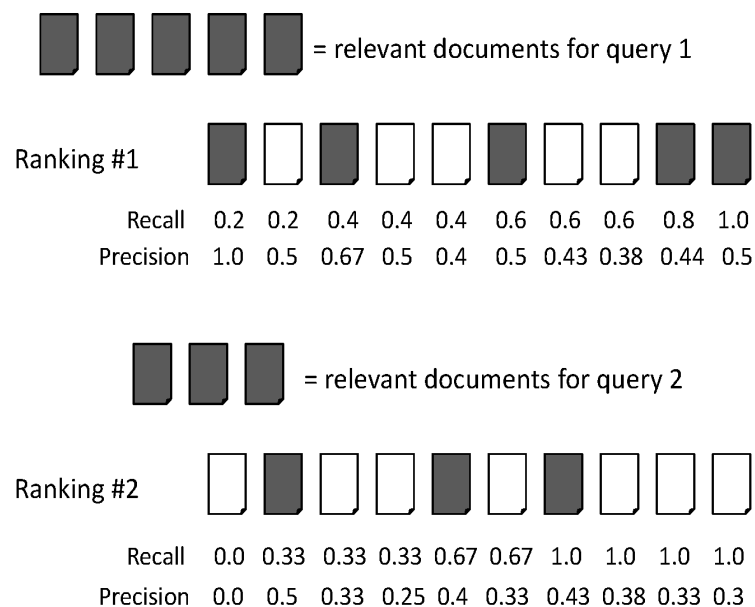 = relevant documents for query 1
Ranking #1
Recall 0.2 0.2 0.4 0.4 0.4 0.6 0.6 0.6 0.8 1.0
Precision 1.0 0.5 0.67 0.5 0.4 0.5 0.43 0.38 0.44 0.5
= relevant documents for query 2
Ranking #2
Recall 0.0 0.33 0.33 0.33 0.67 0.67 1.0 1.0 1.0 1.0
Precision 0.0 0.5 0.33 0.25 0.4 0.33 0.43 0.38 0.33 0.3